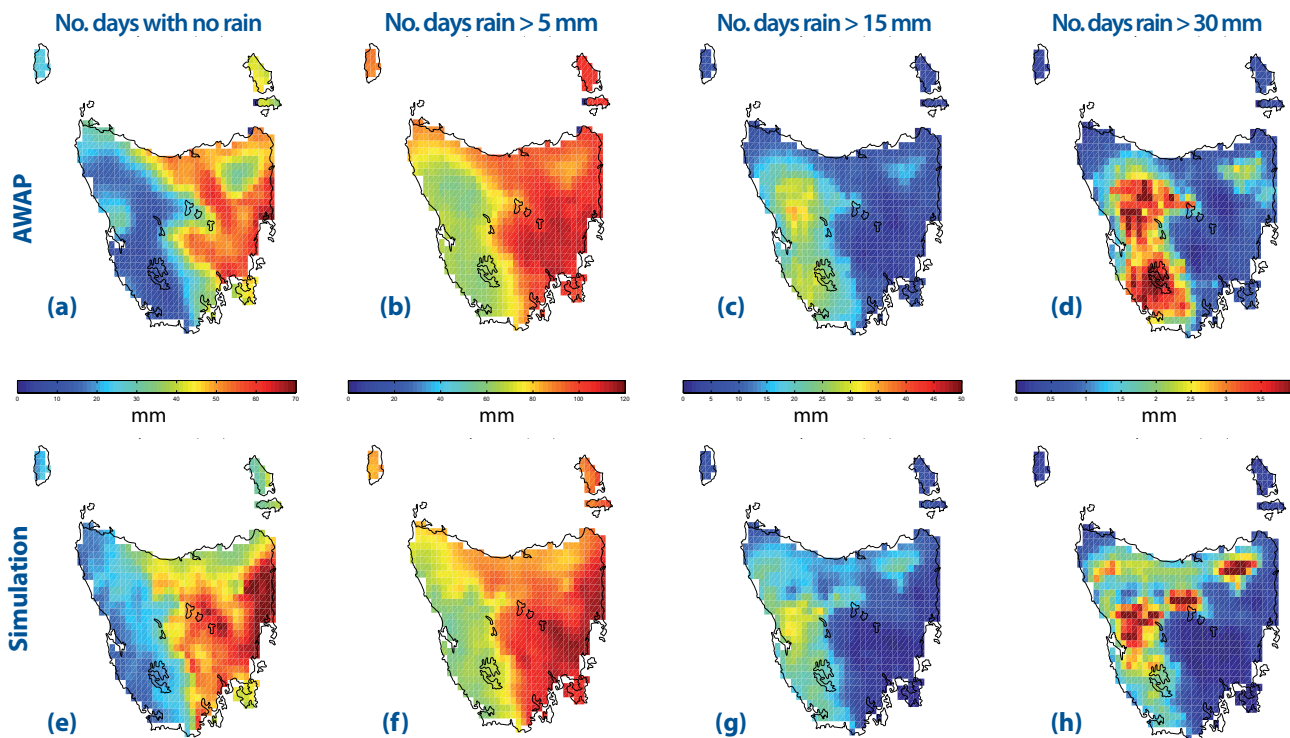 No. days with no rain
No. days rain > 5 mm
No. days rain > 15 mm
No. days rain > 30 mm
AWAP
(a)
(b)
(c)
(d)
0 10 20 30 40 50 60 70
0 20 40 60 80 100 120
0 5 10 15 20 25 30 35 40 45 50
0 0.5 1 1.5 2 2.5 3 3.5
mm
mm
mm
mm
Simulation
(e)
(f)
(g)
(h)